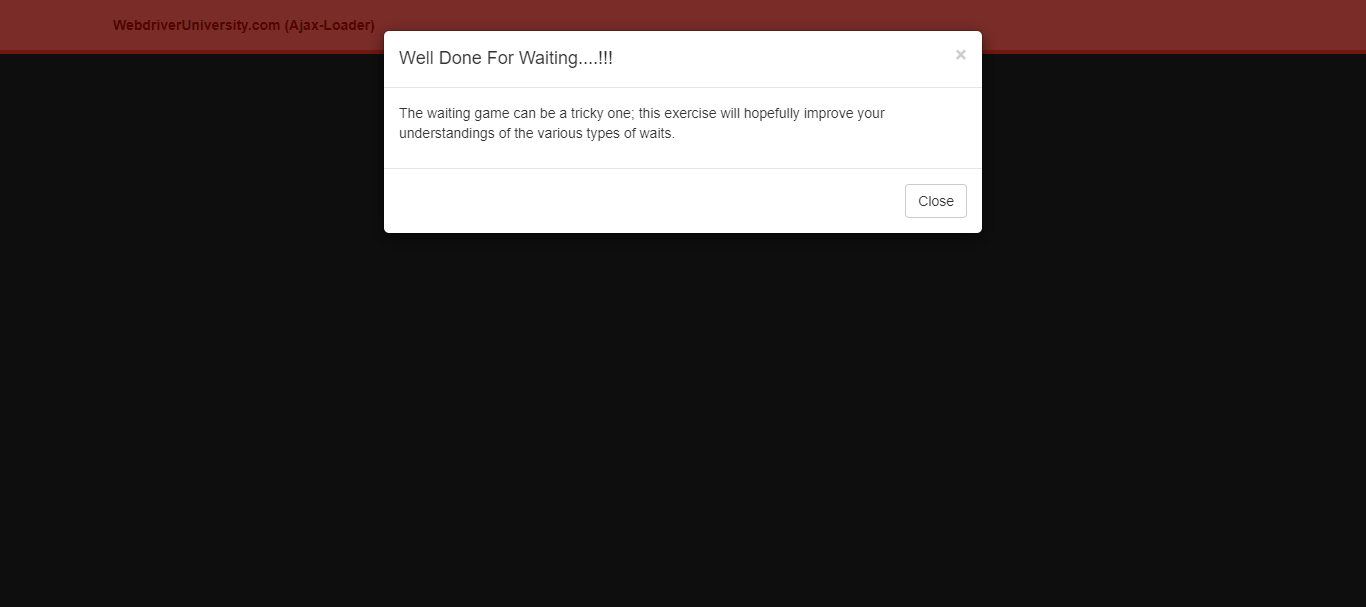 WebdriverUniversity.com (Ajax-Loader)
Well Done For Waiting....!!!
×
The waiting game can be a tricky one; this exercise will hopefully improve your
understandings of the various types of waits.
Close